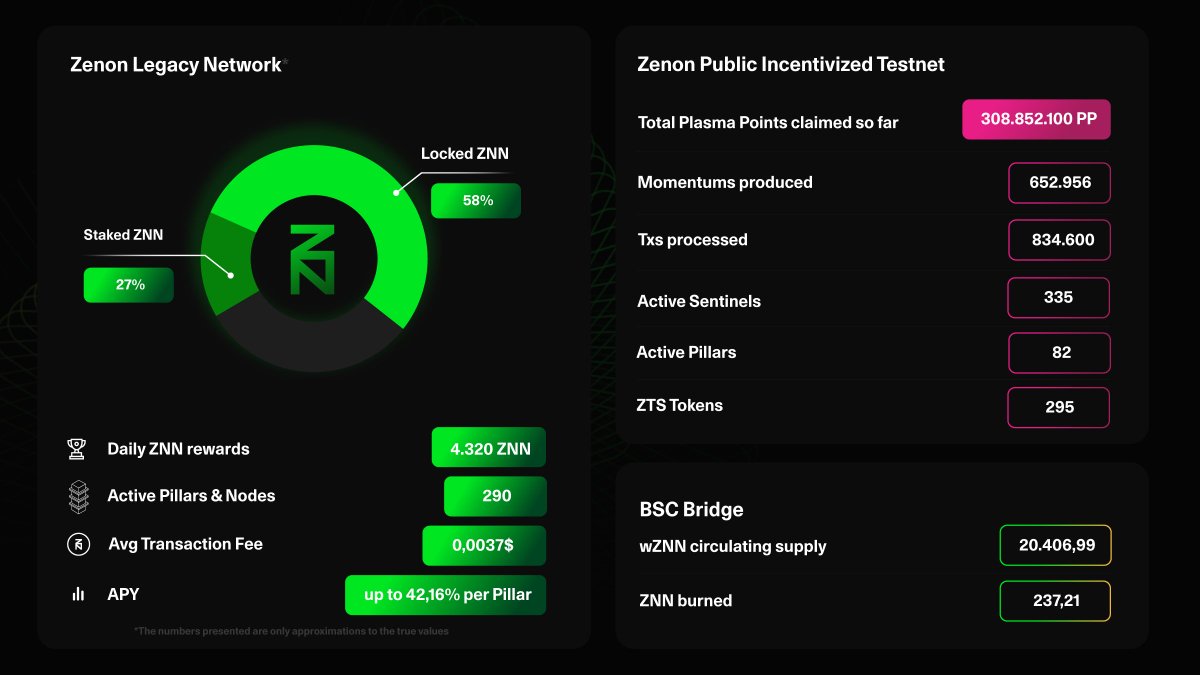 Zenon Legacy Network*
Locked ZNN
58%
Staked ZNN
27%
Daily ZNN rewards 4.320 ZNN
Active Pillars & Nodes 290
Avg Transaction Fee 0,0037$
APY up to 42,16% per Pillar
*The numbers presented are only approximations to the true values
Zenon Public Incentivized Testnet
Total Plasma Points claimed so far 308.852.100 PP
Momentums produced 652.956
Txs processed 834.600
Active Sentinels 335
Active Pillars 82
ZTS Tokens 295
BSC Bridge
wZNN circulating supply 20.406,99
ZNN burned 237,21